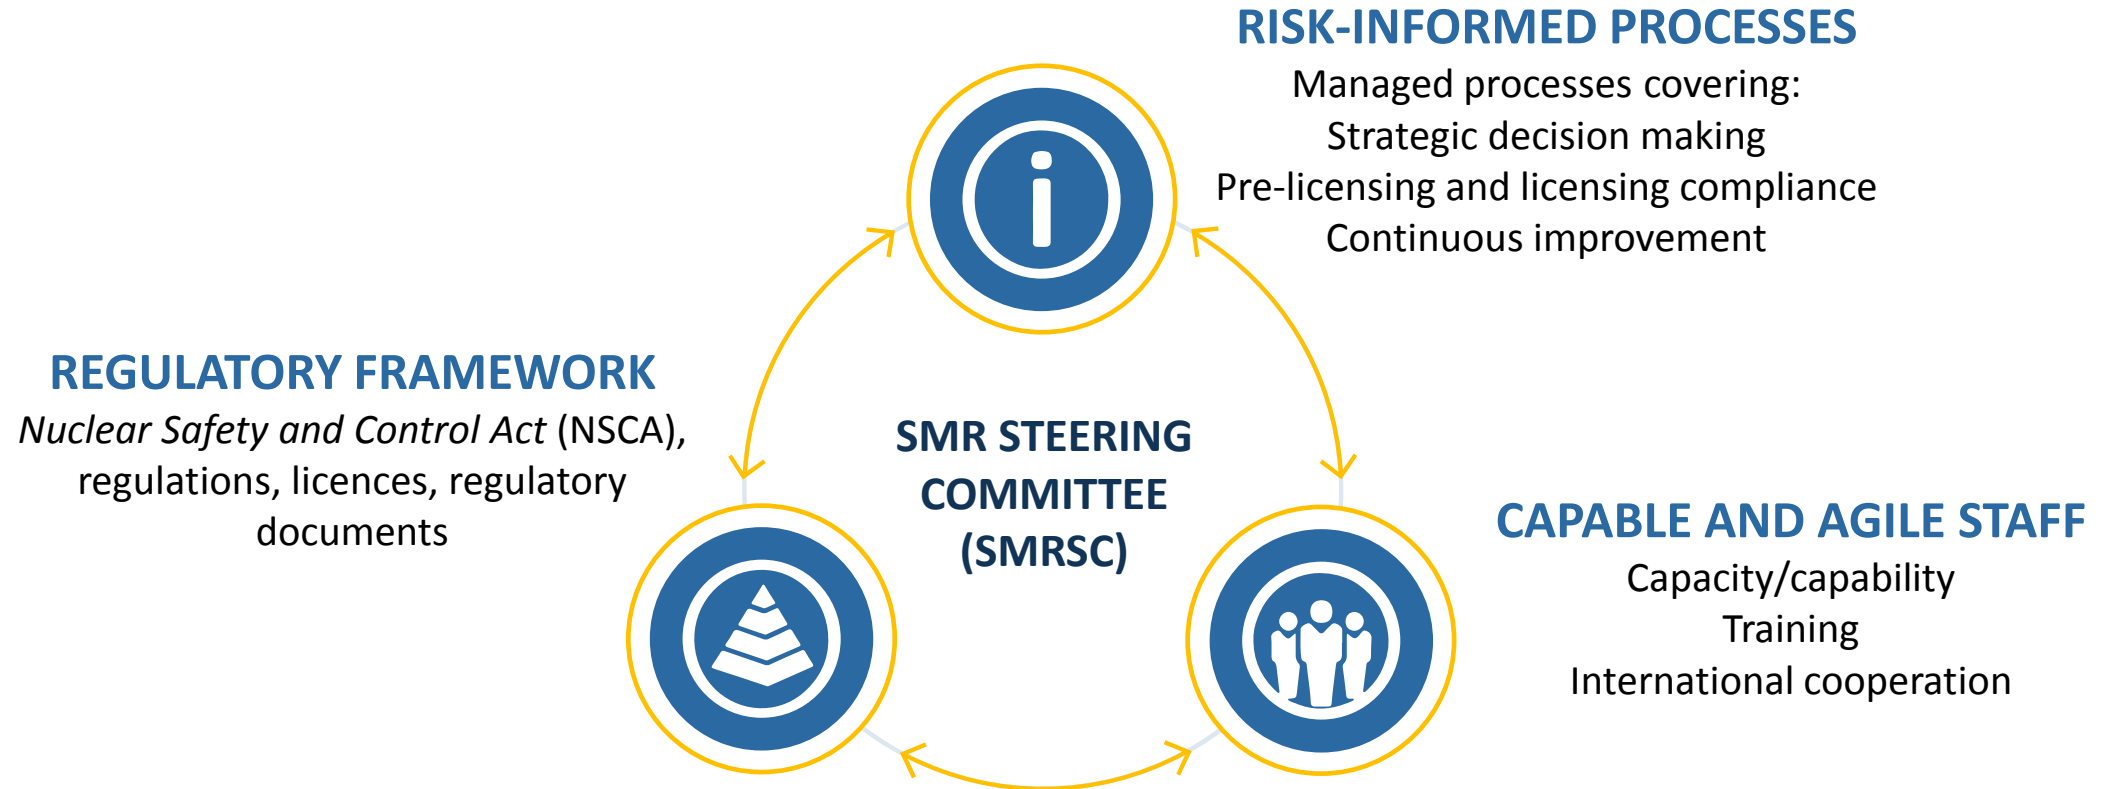 RISK-INFORMED PROCESSES
Managed processes covering:
Strategic decision making
Pre-licensing and licensing compliance
Continuous improvement
REGULATORY FRAMEWORK
Nuclear Safety and Control Act (NSCA),
regulations, licences, regulatory
documents
SMR STEERING
COMMITTEE
(SMRSC)
CAPABLE AND AGILE STAFF
Capacity/capability
Training
International cooperation